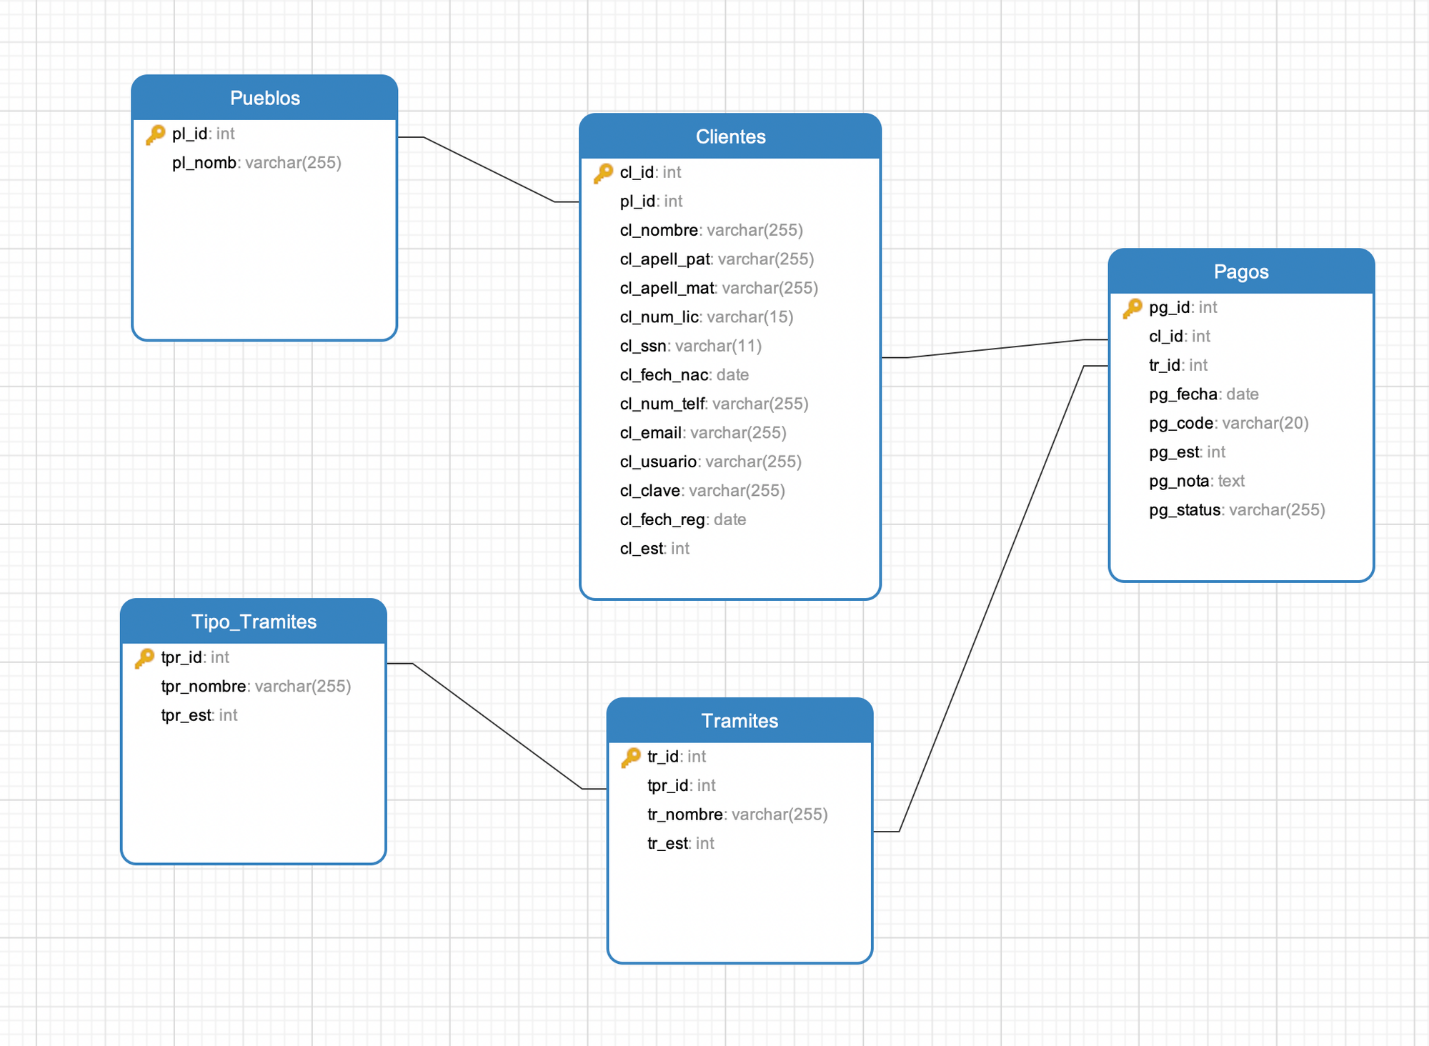 Pueblos
pl_id: int
pl_nomb: varchar(255)
Clientes
cl_id: int
pl_id: int
cl_nombre: varchar(255)
cl_apell_pat: varchar(255)
cl_apell_mat: varchar(255)
cl_num_lic: varchar(15)
cl_ssn: varchar(11)
cl_fech_nac: date
cl_num_telf: varchar(255)
cl_email: varchar(255)
cl_usuario: varchar(255)
cl_clave: varchar(255)
cl_fech_reg: date
cl_est: int
Pagos
pg_id: int
cl_id: int
tr_id: int
pg_fecha: date
pg_code: varchar(20)
pg_est: int
pg_nota: text
pg_status: varchar(255)
Tipo_Tramites
tpr_id: int
tpr_nombre: varchar(255)
tpr_est: int
Tramites
tr_id: int
tpr_id: int
tr_nombre: varchar(255)
tr_est: int